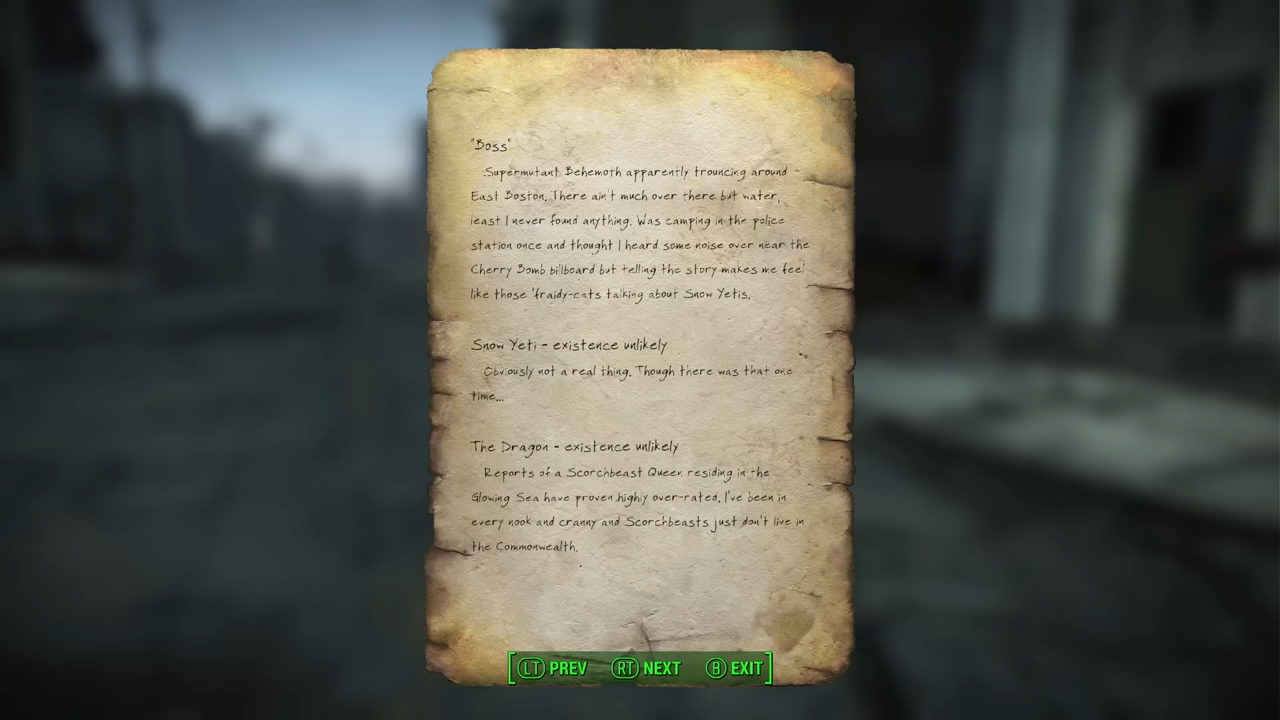 "Boss"
Supermutant Behemoth apparently trouncing around
East Boston. There ain't much over there but water,
least I never found anything. Was camping in the police
station once and thought I heard some noise over near the
Cherry Bomb billboard but telling the story makes me feel
like those 'fraidy-cats talking about Snow Yetis.
Snow Yeti - existence unlikely
Obviously not a real thing. Though there was that one
time...
The Dragon - existence unlikely
Reports of a Scorchbeast Queen residing in the
Glowing Sea have proven highly over-rated. I've been in
every nook and cranny and Scorchbeasts just don't live in
the Commonwealth.
LT PREV RT NEXT B EXIT